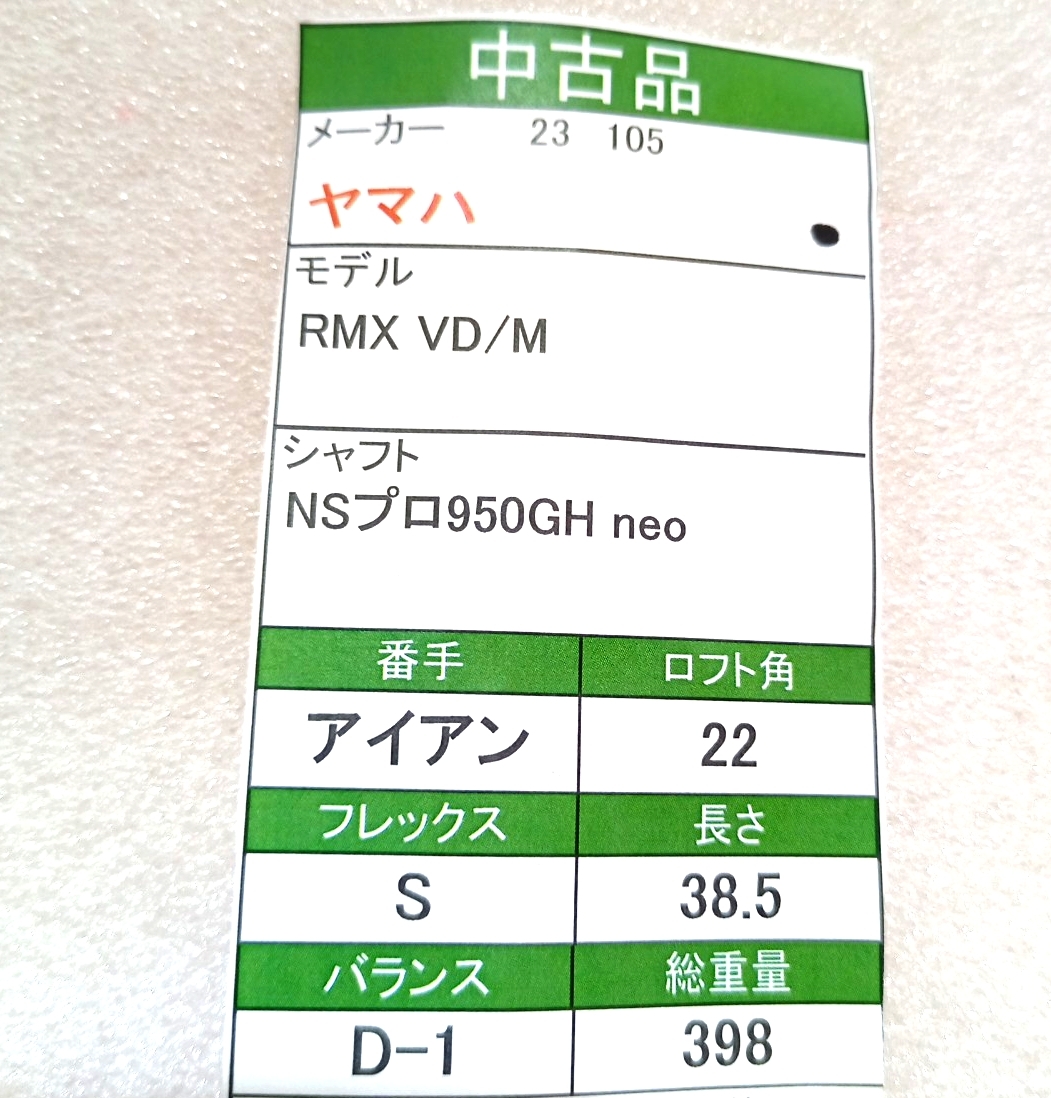 中古品
メーカー 23 105
ヤマハ
モデル
RMX VD/M
シャフト
NSプロ950GH neo
番手 ロフト角
アイアン 22
フレックス 長さ
S 38.5
バランス 総重量
D-1 398